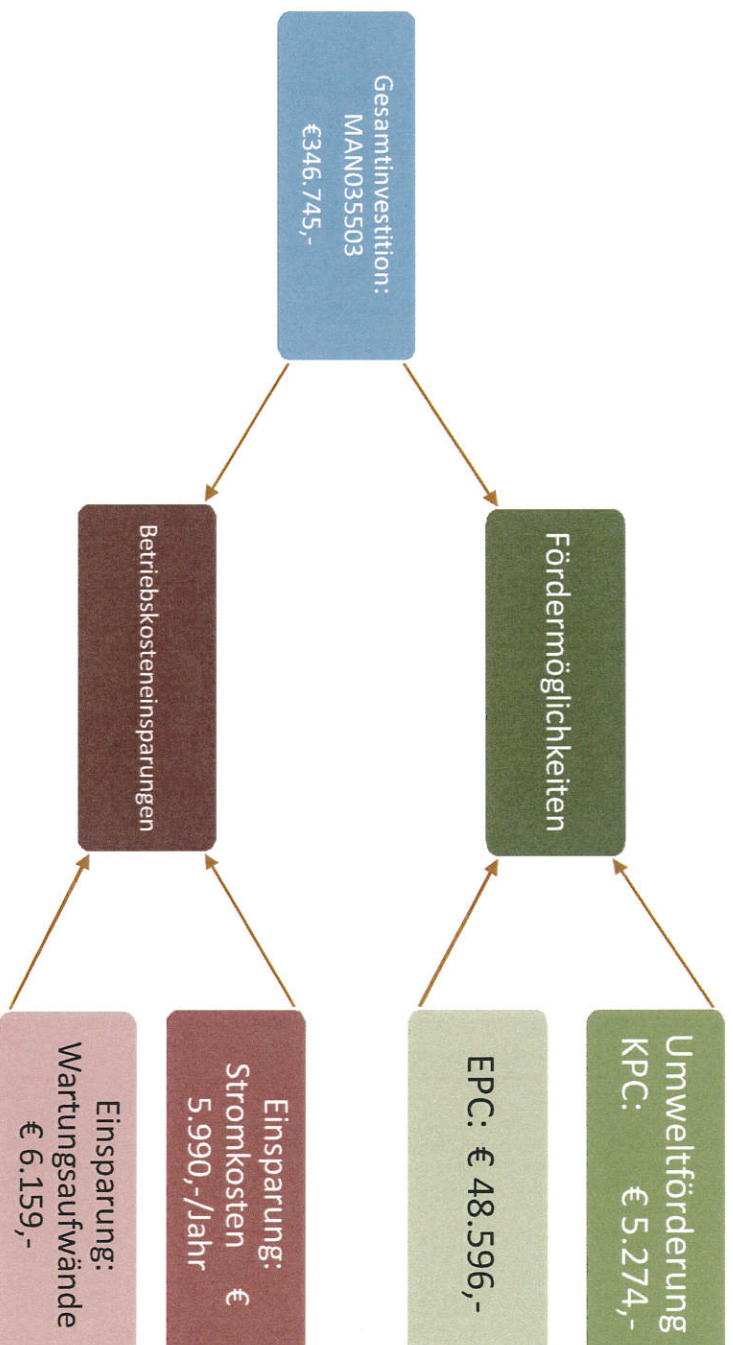 Gesamtinvestition:
MAN035503
€346.745,-
Fördermöglichkeiten
Umweltförderung
KPC: € 5.274,-
EPC: € 48.596,-
Betriebskosteneinsparungen
Einsparung:
Stromkosten €
5.990,-/Jahr
Einsparung:
Wartungsaufwände
€ 6.159,-